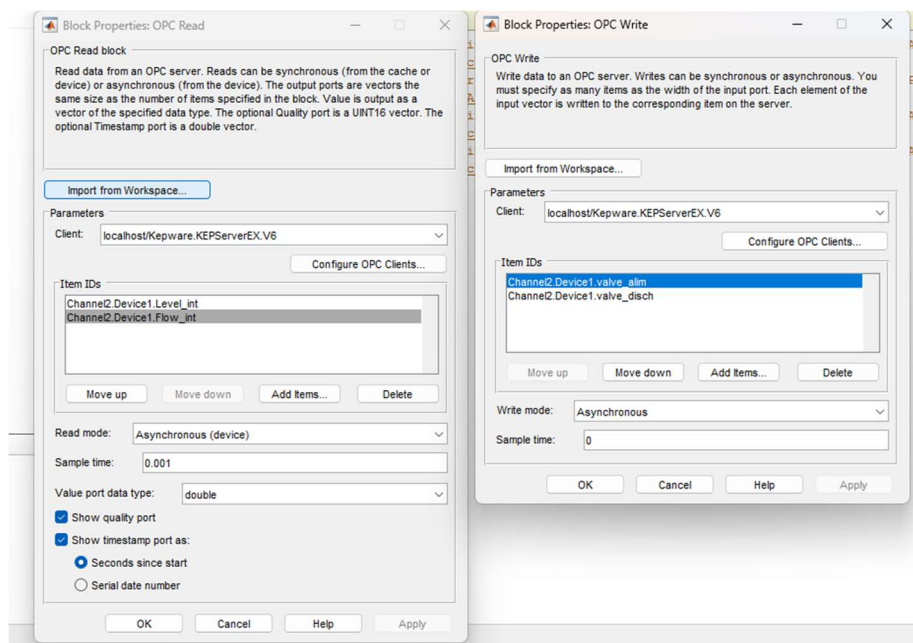 Block Properties: OPC Read
OPC Read block
Read data from an OPC server. Reads can be synchronous (from the cache or
device) or asynchronous (from the device). The output ports are vectors the
same size as the number of items specified in the block. Value is output as a
vector of the specified data type. The optional Quality port is a UINT16 vector. The
optional Timestamp port is a double vector.
Import from Workspace...
Parameters
Client: localhost/Kepware.KEPServerEX.V6
Configure OPC Clients...
Item IDs
Channel2.Device1.Level_int
Channel2.Device1.Flow_int
Move up Move down Add Items... Delete
Read mode: Asynchronous (device)
Sample time: 0.001
Value port data type: double
Show quality port
Show timestamp port as:
Seconds since start
Serial date number
OK Cancel Help Apply
Block Properties: OPC Write
OPC Write
Write data to an OPC server. Writes can be synchronous or asynchronous. You
must specify as many items as the width of the input port. Each element of the
input vector is written to the corresponding item on the server.
Import from Workspace...
Parameters
Client: localhost/Kepware.KEPServerEX.V6
Configure OPC Clients...
Item IDs
Channel2.Device1.valve_alim
Channel2.Device1.valve_disch
Move up Move down Add Items... Delete
Write mode: Asynchronous
Sample time: 0
OK Cancel Help Apply